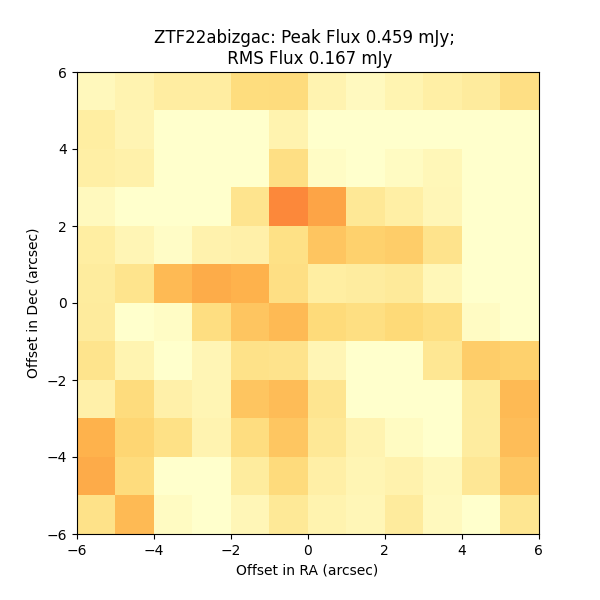 ZTF22abizgac: Peak Flux 0.459 mJy;
RMS Flux 0.167 mJy
6
4
2
0
−2
−4
−6
Offset in Dec (arcsec)
−6 −4 −2 0 2 4 6
Offset in RA (arcsec)